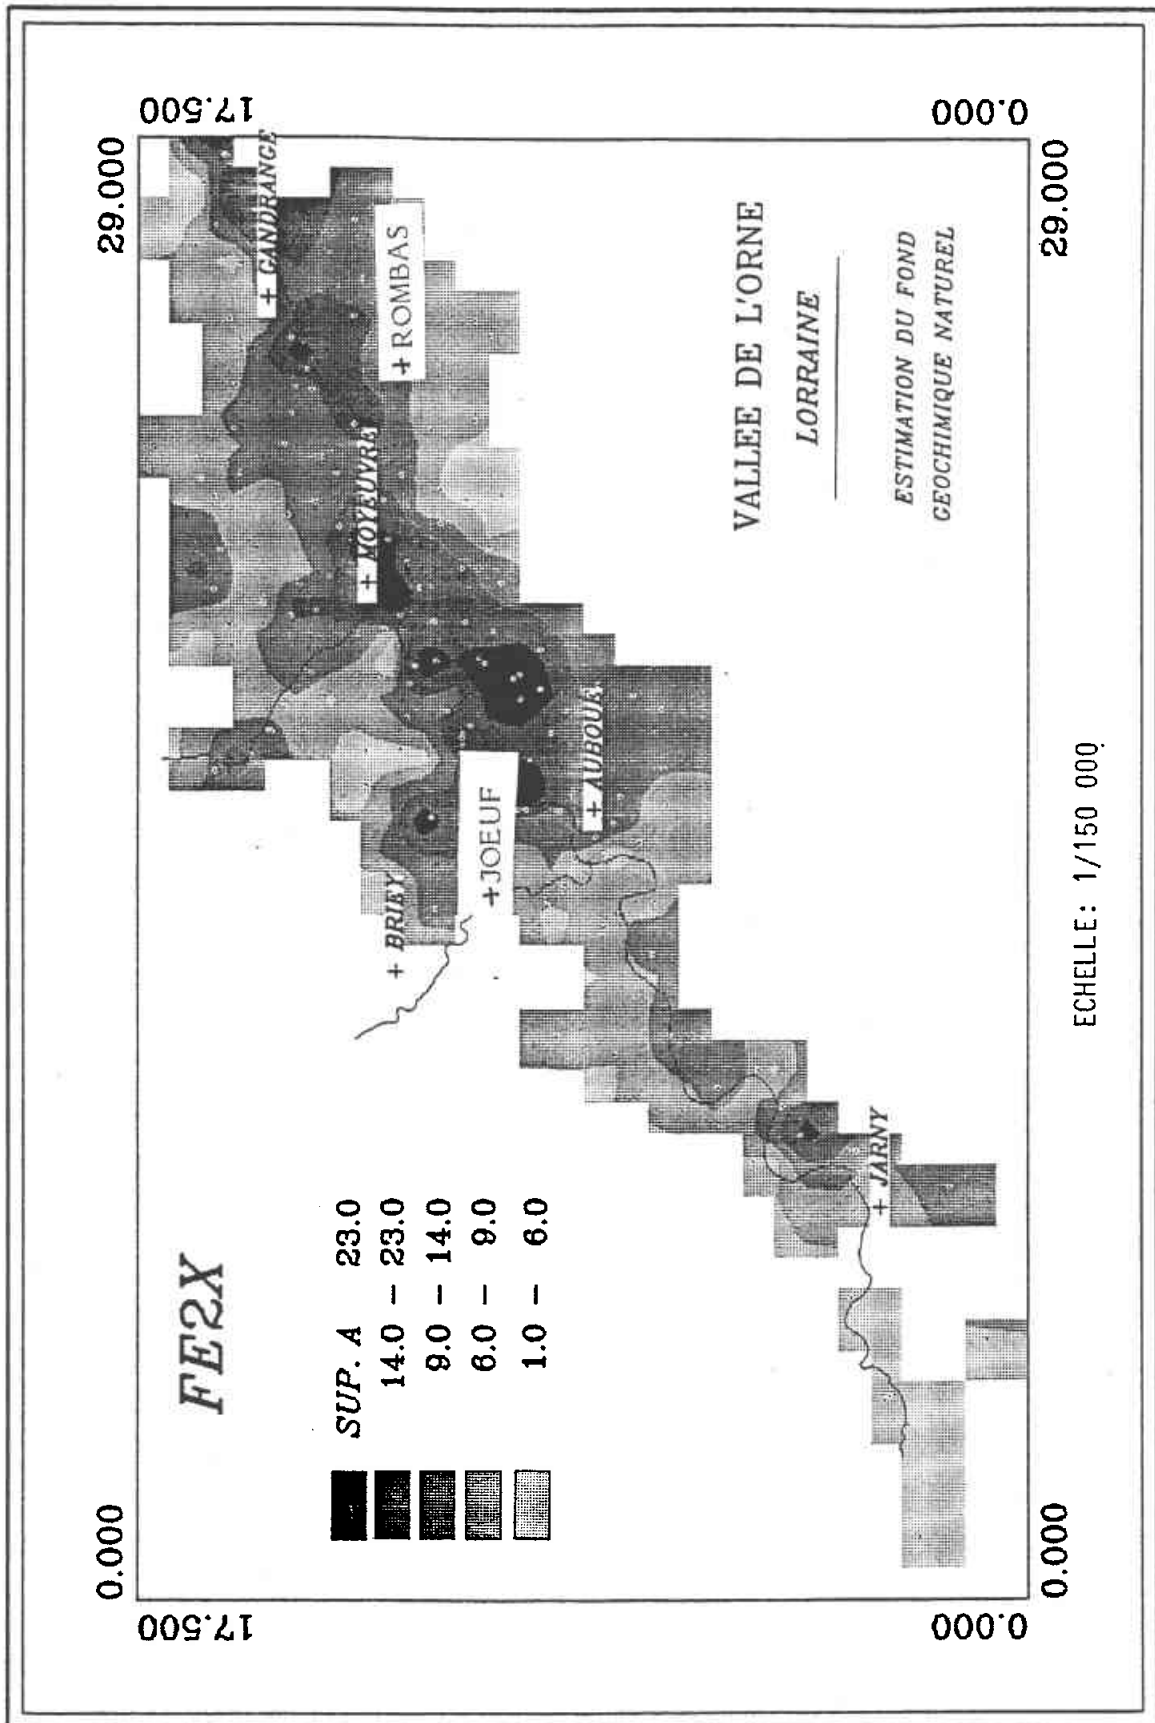 FE2X
SUP. A 23.0
14.0 - 23.0
9.0 - 14.0
6.0 - 9.0
1.0 - 6.0
0.000
29.000
17.500
17.500
+ GANDRANGE
+ ROMBAS
+ MOYEUVRE
+ BRIEY
+JOEUF
+ AUBOUE
+ JARNY
VALLEE DE L'ORNE
LORRAINE
ESTIMATION DU FOND
GEOCHIMIQUE NATUREL
0.000
0.000
0.000
29.000
ECHELLE: 1/150 000